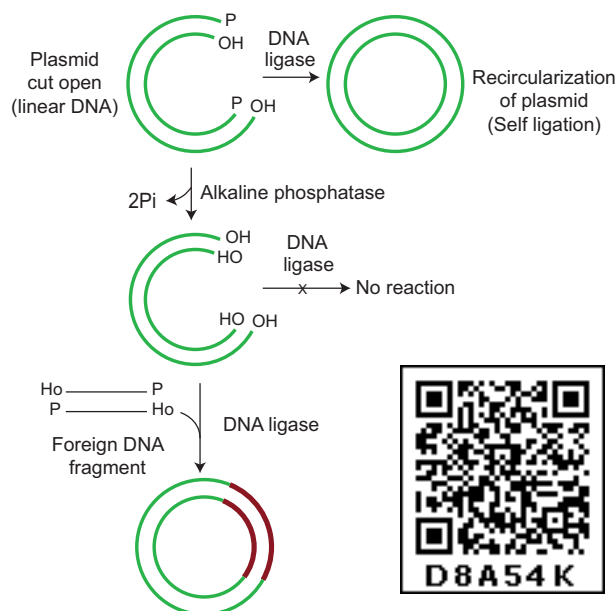 P
OH
DNA
ligase
Plasmid
cut open
(linear DNA)
P
OH
Recircularization
of plasmid
(Self ligation)
2Pi
Alkaline phosphatase
OH
HO
DNA
ligase
x
No reaction
HO
OH
Ho
P
P
Ho
DNA ligase
Foreign DNA
fragment
D8A54K